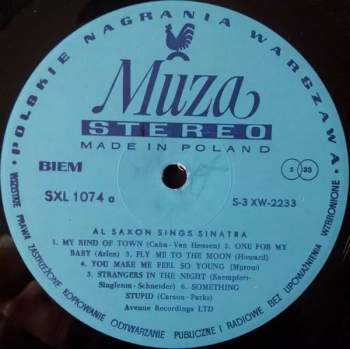 POLSKIE NAGRANIA WARSZAWA
Muza
STEREO
MADE IN POLAND
BIEM
SXL 1074 a
S-3 XW-2233
S 33
AL SAXON SINGS SINATRA
1. MY KIND OF TOWN (Cahn - Van Heusen) 2. ONE FOR MY
BABY (Arlen) 3. FLY ME TO THE MOON (Howard)
4. YOU MAKE ME FEEL SO YOUNG (Myrow)
5. STRANGERS IN THE NIGHT (Kaempfert-
Singleton - Schneider) 6. SOMETHING
STUPID (Carson - Parks)
Avenue Recordings LTD
WSZYSTKIE PRAWA ZASTRZEŻONE KOPIOWANIE ODTWARZANIE PUBLICZNE I RADIOWE BEZ UPOWAŻNIENIA WZBRONIONE